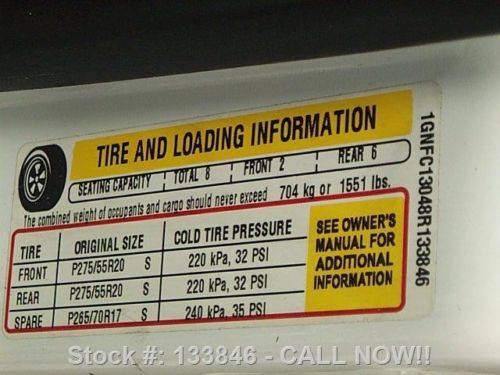 TIRE AND LOADING INFORMATION
SEATING CAPACITY TOTAL 8 FRONT 2 REAR 6
The combined weight of occupants and cargo should never exceed 704 kg or 1551 lbs.
TIRE ORIGINAL SIZE COLD TIRE PRESSURE
FRONT P275/55R20 S 220 kPa, 32 PSI
REAR P275/55R20 S 220 kPa, 32 PSI
SPARE P265/70R17 S 240 kPa, 35 PSI
SEE OWNER'S
MANUAL FOR
ADDITIONAL
INFORMATION
1GNFC13048R133846
Stock #: 133846 - CALL NOW!!